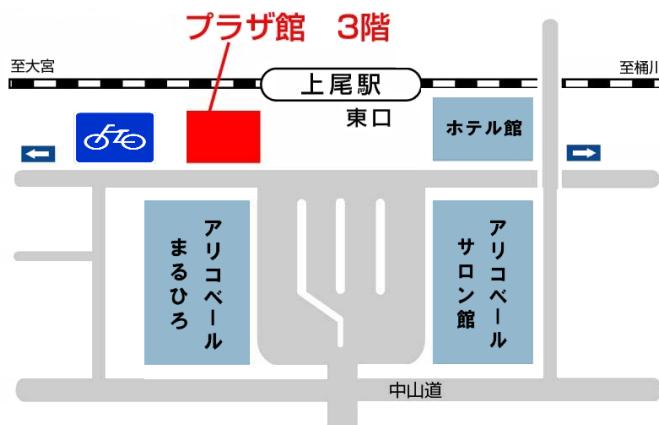 プラザ館 3階
至大宮
上尾駅
至桶川
東口
ホテル館
アリコベール
まるひろ
アリコベール
サロン館
中山道